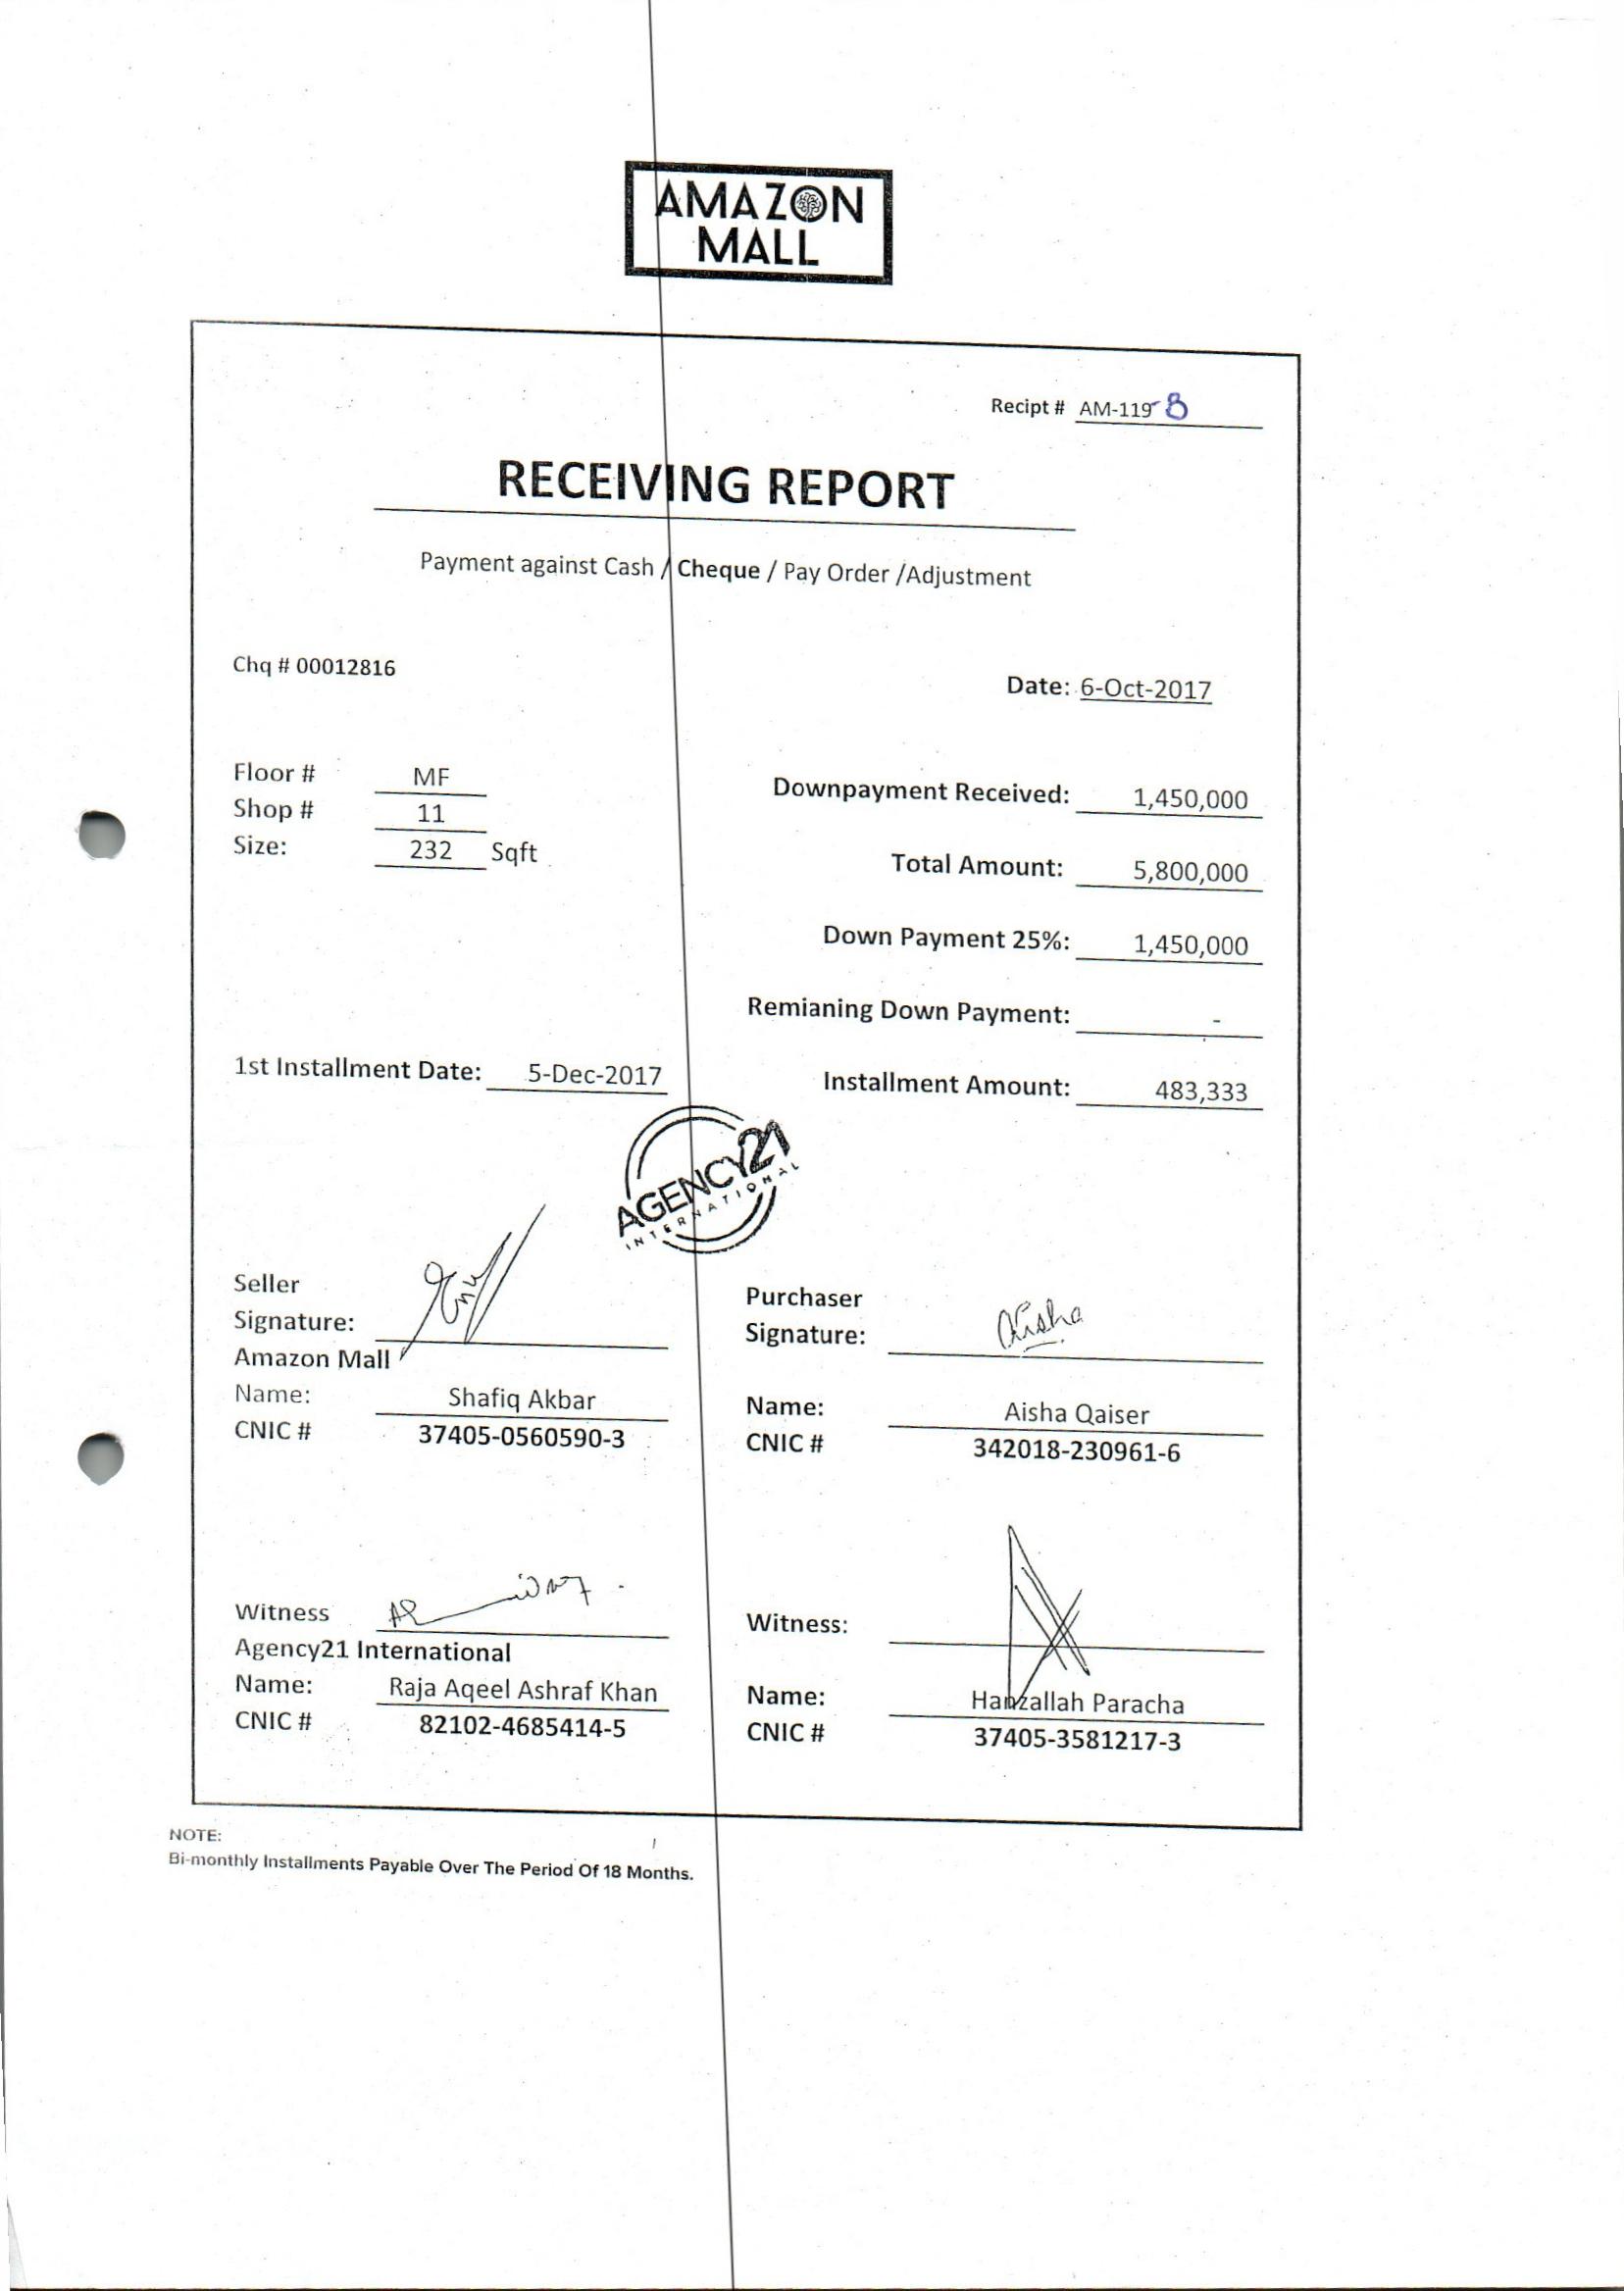 AMAZON
MALL
Recipt # AM-119-B
RECEIVING REPORT
Payment against Cash / Cheque / Pay Order /Adjustment
Chq # 00012816
Date: 6-Oct-2017
Floor # MF
Shop # 11
Size: 232 Sqft
Downpayment Received: 1,450,000
Total Amount: 5,800,000
Down Payment 25%: 1,450,000
Remianing Down Payment: -
1st Installment Date: 5-Dec-2017
Installment Amount: 483,333
AGENCY21
INTERNATIONAL
Seller
Signature:
Amazon Mall
Name: Shafiq Akbar
CNIC # 37405-0560590-3
Purchaser
Signature: Aisha
Name: Aisha Qaiser
CNIC # 342018-230961-6
Witness
Agency21 International
Name: Raja Aqeel Ashraf Khan
CNIC # 82102-4685414-5
Witness:
Name: Hanzallah Paracha
CNIC # 37405-3581217-3
NOTE:
Bi-monthly Installments Payable Over The Period Of 18 Months.